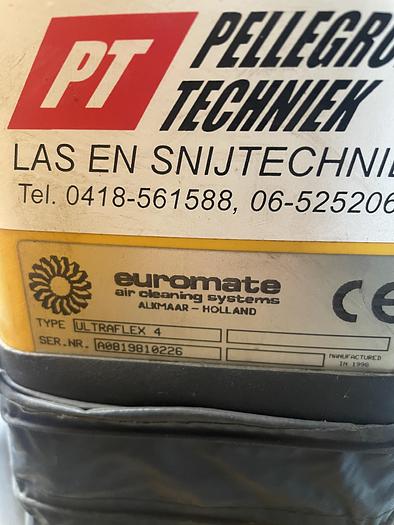 PT PELLEGRO
TECHNIEK
LAS EN SNIJTECHNIE
Tel. 0418-561588, 06-525206
euromate
air cleaning systems
ALKMAAR – HOLLAND
CE
TYPE ULTRAFLEX 4
SER.NR. A0819810226
MANUFACTURED
IN 1998